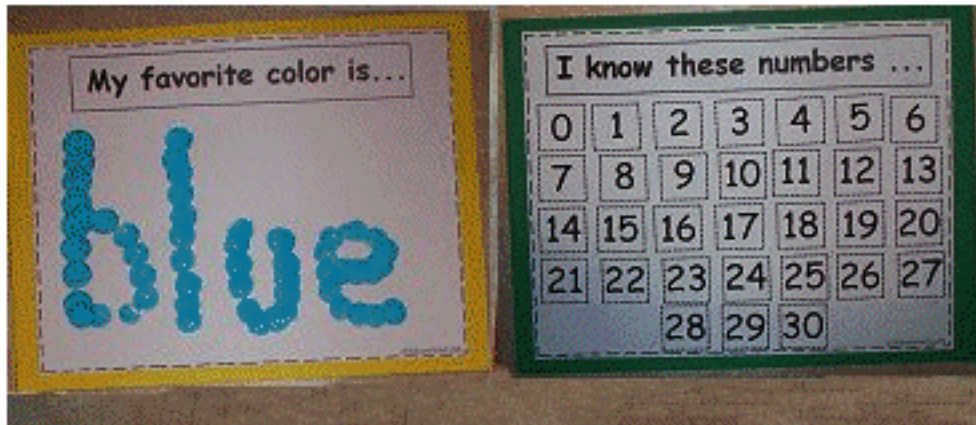 My favorite color is...
blue
I know these numbers ...
0 1 2 3 4 5 6
7 8 9 10 11 12 13
14 15 16 17 18 19 20
21 22 23 24 25 26 27
28 29 30